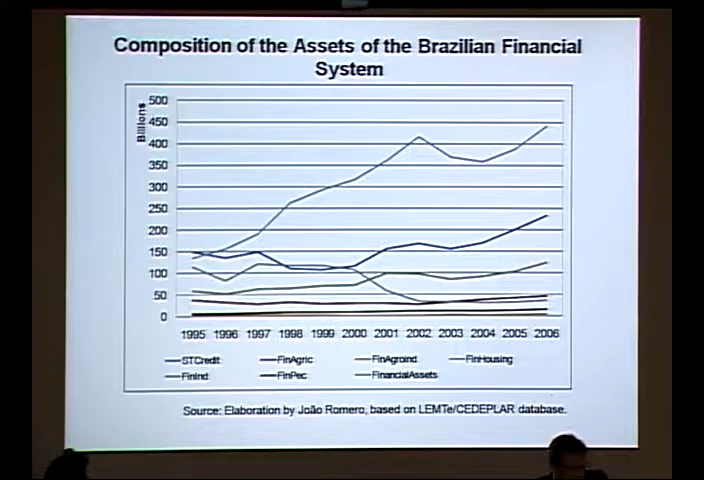 Composition of the Assets of the Brazilian Financial
System
Billions
500
450
400
350
300
250
200
150
100
50
0
1995 1996 1997 1998 1999 2000 2001 2002 2003 2004 2005 2006
STCredit FinAgric FinAgroind FinHousing
FinInd FinPec FinancialAssets
Source: Elaboration by João Romero, based on LEMTe/CEDEPLAR database.